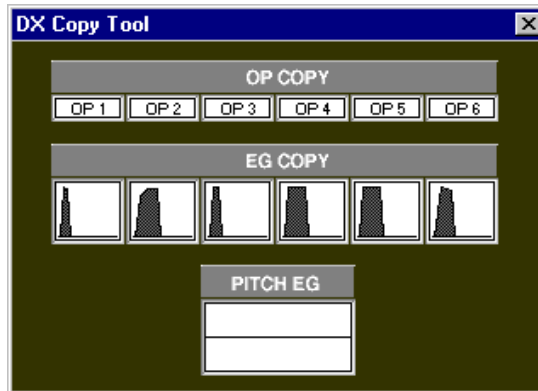 DX Copy Tool
OP COPY
OP 1 OP 2 OP 3 OP 4 OP 5 OP 6
EG COPY
PITCH EG